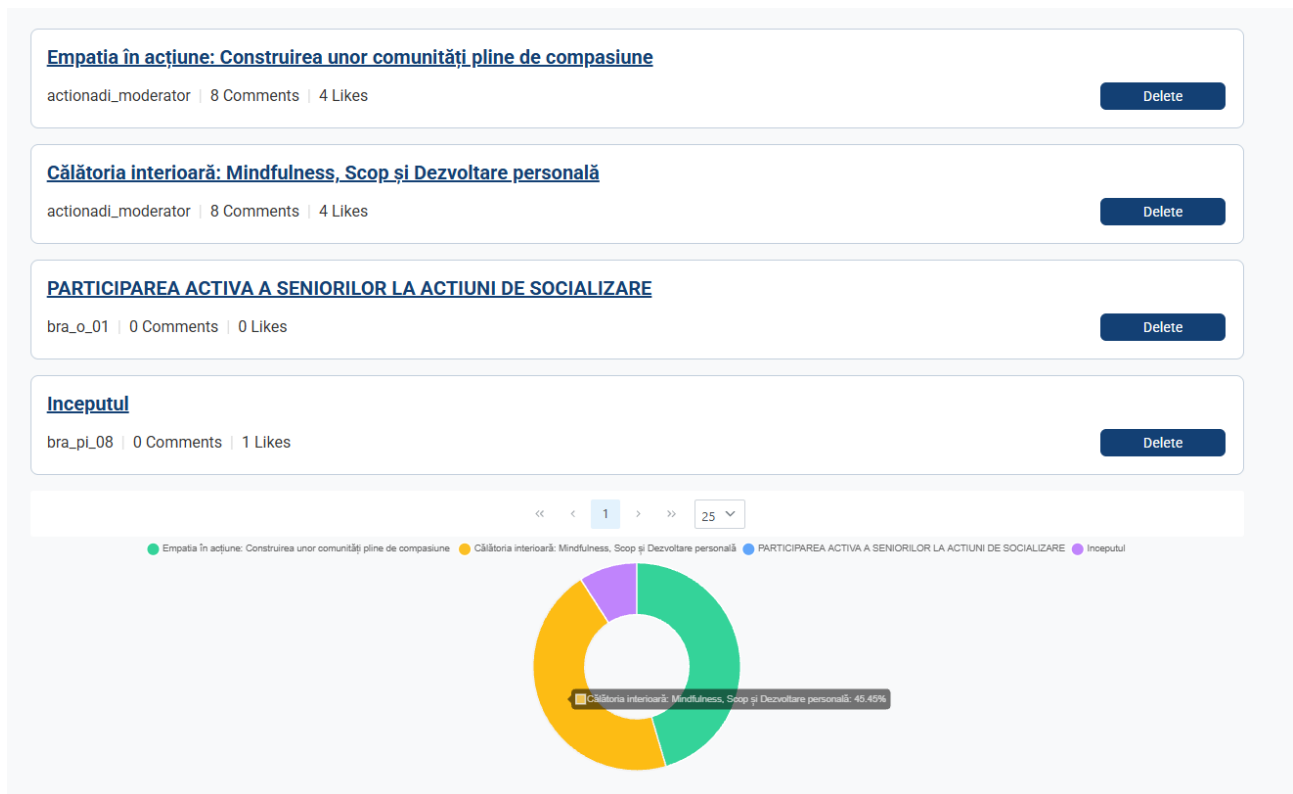 Empatia în acțiune: Construirea unor comunități pline de compasiune
actionadi_moderator | 8 Comments | 4 Likes
Delete
Călătoria interioară: Mindfulness, Scop și Dezvoltare personală
actionadi_moderator | 8 Comments | 4 Likes
Delete
PARTICIPAREA ACTIVA A SENIORILOR LA ACTIUNI DE SOCIALIZARE
bra_o_01 | 0 Comments | 0 Likes
Delete
Inceputul
bra_pi_08 | 0 Comments | 1 Likes
Delete
« ‹ 1 › » 25
Empatia în acțiune: Construirea unor comunități pline de compasiune Călătoria interioară: Mindfulness, Scop și Dezvoltare personală PARTICIPAREA ACTIVA A SENIORILOR LA ACTIUNI DE SOCIALIZARE Inceputul
Călătoria interioară: Mindfulness, Scop și Dezvoltare personală: 45.45%